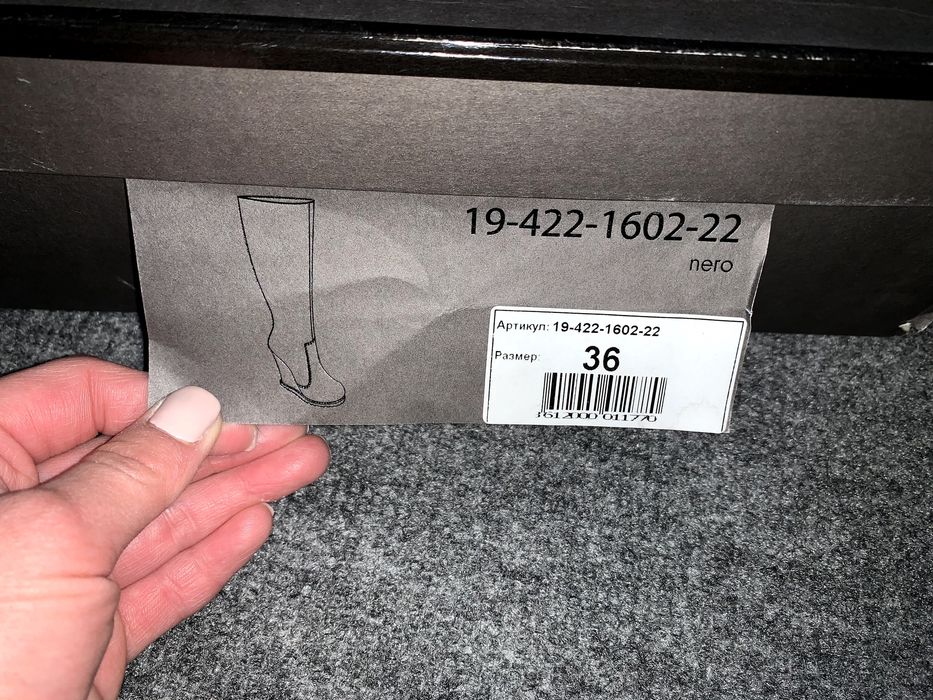 19-422-1602-22
nero
Артикул: 19-422-1602-22
Размер: 36